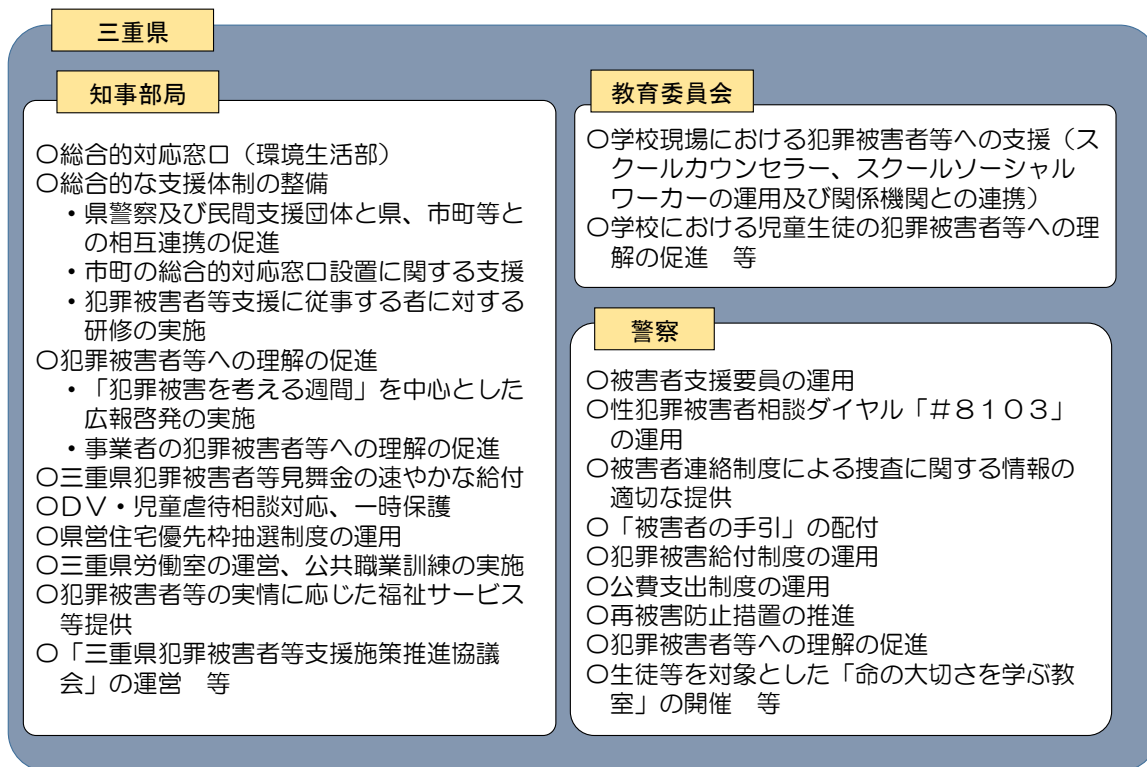 三重県
知事部局
〇総合的対応窓口（環境生活部）
〇総合的な支援体制の整備
・県警察及び民間支援団体と県、市町等と
の相互連携の促進
・市町の総合的対応窓口設置に関する支援
・犯罪被害者等支援に従事する者に対する
研修の実施
〇犯罪被害者等への理解の促進
・「犯罪被害を考える週間」を中心とした
広報啓発の実施
・事業者の犯罪被害者等への理解の促進
〇三重県犯罪被害者等見舞金の速やかな給付
〇ＤＶ・児童虐待相談対応、一時保護
〇県営住宅優先枠抽選制度の運用
〇三重県労働室の運営、公共職業訓練の実施
〇犯罪被害者等の実情に応じた福祉サービス
等提供
〇「三重県犯罪被害者等支援施策推進協議
会」の運営　等
教育委員会
〇学校現場における犯罪被害者等への支援（ス
クールカウンセラー、スクールソーシャル
ワーカーの運用及び関係機関との連携）
〇学校における児童生徒の犯罪被害者等への理
解の促進　等
警察
〇被害者支援要員の運用
〇性犯罪被害者相談ダイヤル「＃８１０３」
の運用
〇被害者連絡制度による捜査に関する情報の
適切な提供
〇「被害者の手引」の配付
〇犯罪被害給付制度の運用
〇公費支出制度の運用
〇再被害防止措置の推進
〇犯罪被害者等への理解の促進
〇生徒等を対象とした「命の大切さを学ぶ教
室」の開催　等